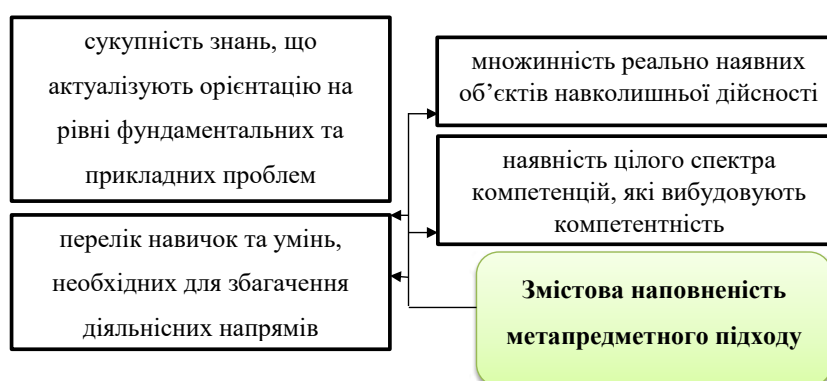 сукупність знань, що
актуалізують орієнтацію на
рівні фундаментальних та
прикладних проблем
множинність реально наявних
об’єктів навколишньої дійсності
наявність цілого спектра
компетенцій, які вибудовують
компетентність
перелік навичок та умінь,
необхідних для збагачення
діяльнісних напрямів
Змістова наповненість
метапредметного підходу